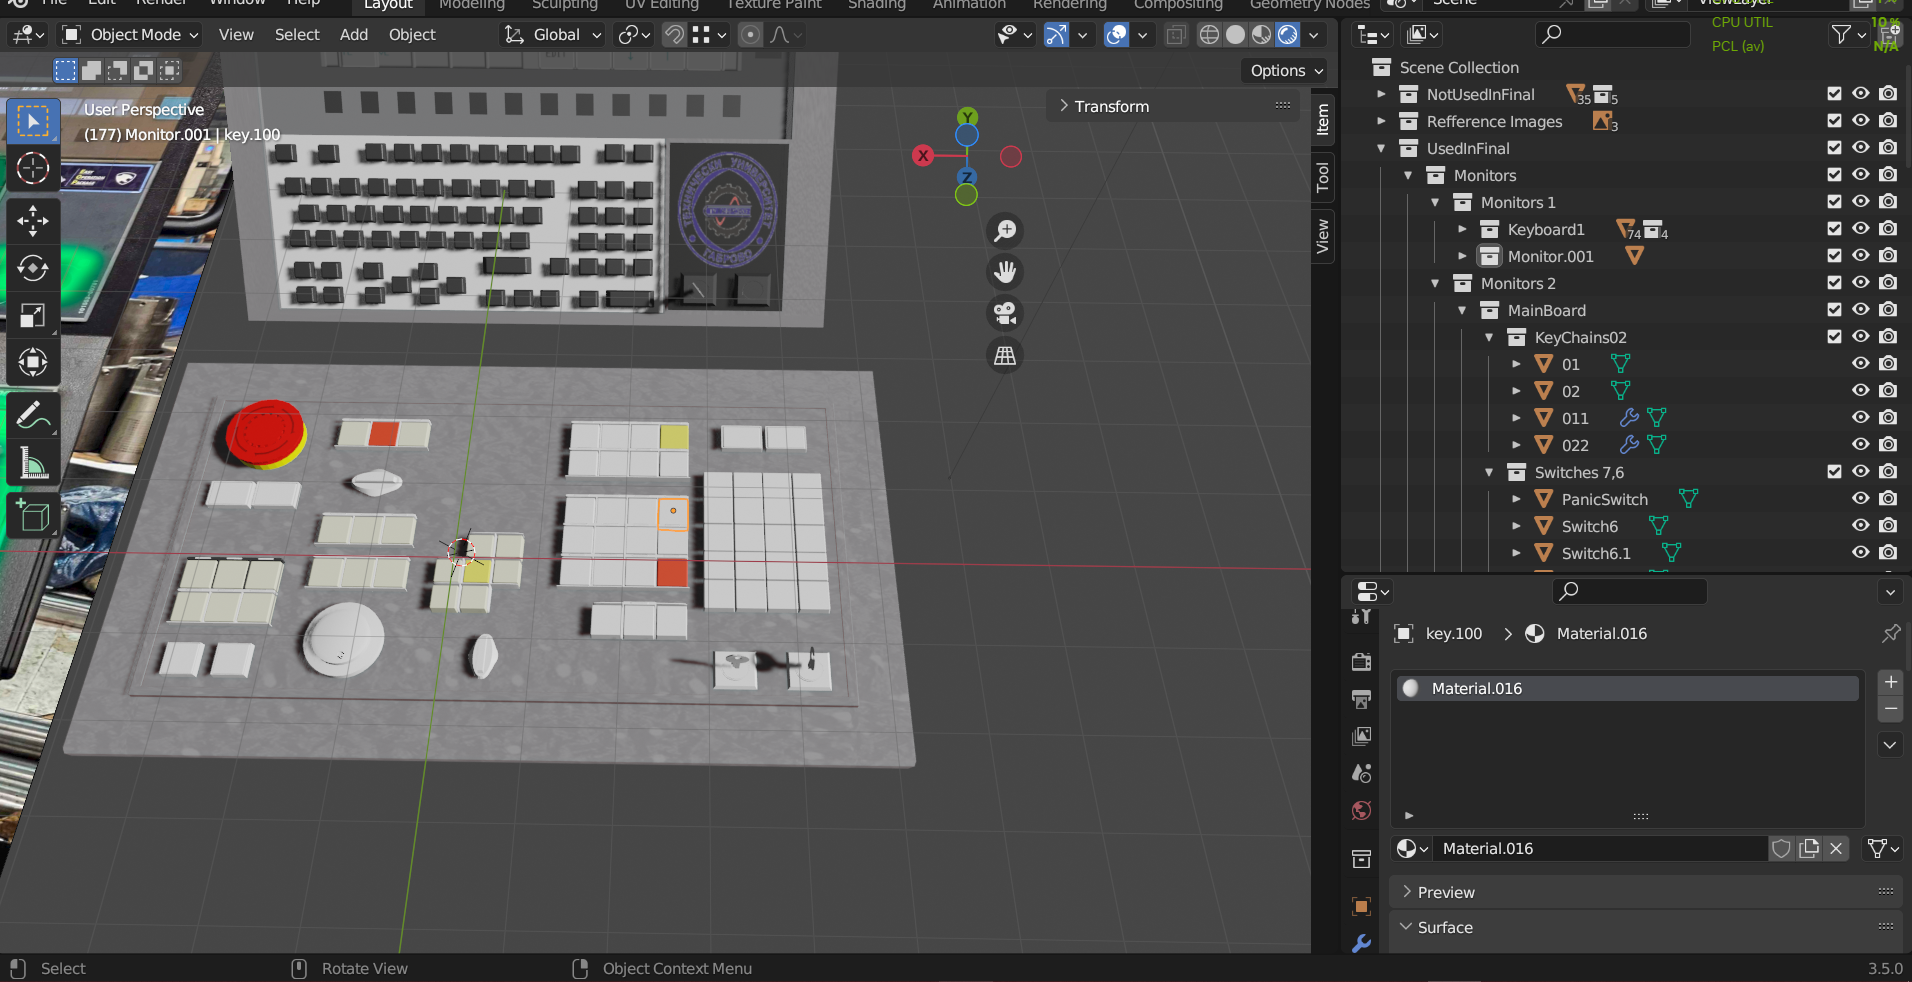 File Edit Render Window Help Layout Modeling Sculpting UV Editing Texture Paint Shading Animation Rendering Compositing Geometry Nodes Scene ViewLayer
CPU UTIL 10 %
PCL (av) N/A
Object Mode View Select Add Object Global
Options
User Perspective
(177) Monitor.001 | key.100
Transform
Item
Tool
View
Y
X
Z
ТЕХНИЧЕСКИ УНИВЕРСИТЕТ
ГАБРОВО
Scene Collection
NotUsedInFinal 35 5
Refference Images 3
UsedInFinal
Monitors
Monitors 1
Keyboard1 74 4
Monitor.001
Monitors 2
MainBoard
KeyChains02
01
02
011
022
Switches 7,6
PanicSwitch
Switch6
Switch6.1
key.100 > Material.016
Material.016
Material.016
Preview
Surface
Select Rotate View Object Context Menu 3.5.0